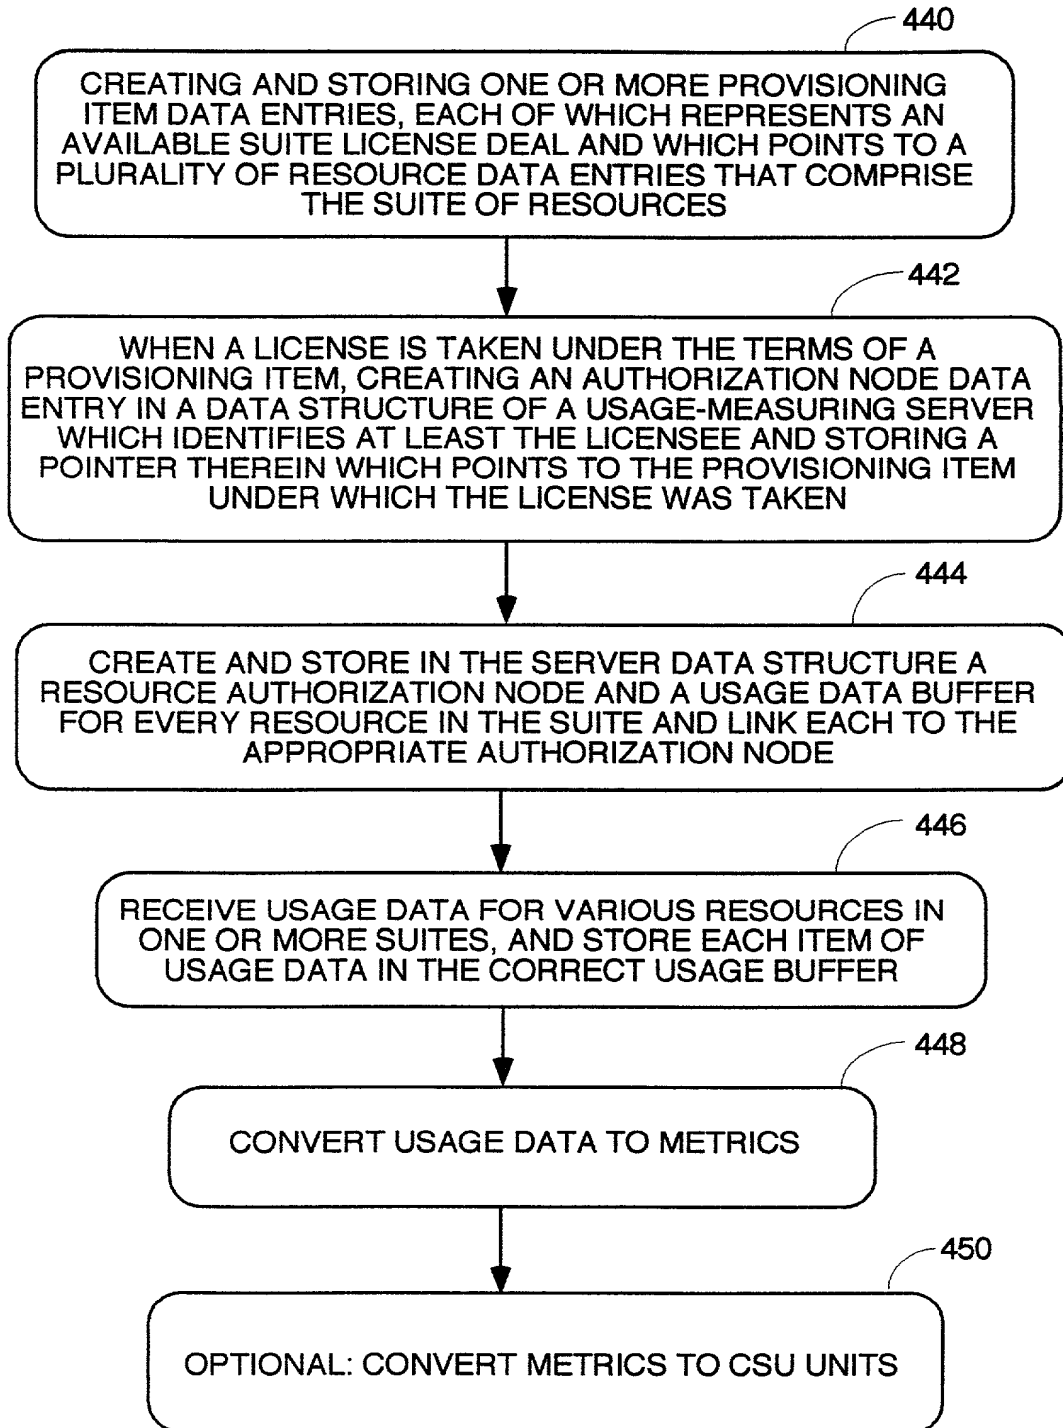 440
CREATING AND STORING ONE OR MORE PROVISIONING
ITEM DATA ENTRIES, EACH OF WHICH REPRESENTS AN
AVAILABLE SUITE LICENSE DEAL AND WHICH POINTS TO A
PLURALITY OF RESOURCE DATA ENTRIES THAT COMPRISE
THE SUITE OF RESOURCES
442
WHEN A LICENSE IS TAKEN UNDER THE TERMS OF A
PROVISIONING ITEM, CREATING AN AUTHORIZATION NODE DATA
ENTRY IN A DATA STRUCTURE OF A USAGE-MEASURING SERVER
WHICH IDENTIFIES AT LEAST THE LICENSEE AND STORING A
POINTER THEREIN WHICH POINTS TO THE PROVISIONING ITEM
UNDER WHICH THE LICENSE WAS TAKEN
444
CREATE AND STORE IN THE SERVER DATA STRUCTURE A
RESOURCE AUTHORIZATION NODE AND A USAGE DATA BUFFER
FOR EVERY RESOURCE IN THE SUITE AND LINK EACH TO THE
APPROPRIATE AUTHORIZATION NODE
446
RECEIVE USAGE DATA FOR VARIOUS RESOURCES IN
ONE OR MORE SUITES, AND STORE EACH ITEM OF
USAGE DATA IN THE CORRECT USAGE BUFFER
448
CONVERT USAGE DATA TO METRICS
450
OPTIONAL: CONVERT METRICS TO CSU UNITS